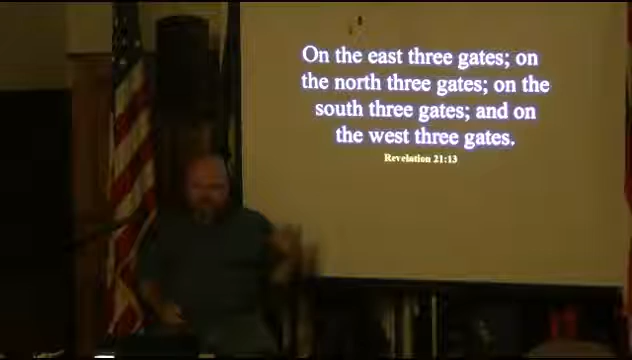 On the east three gates; on
the north three gates; on the
south three gates; and on
the west three gates.
Revelation 21:13